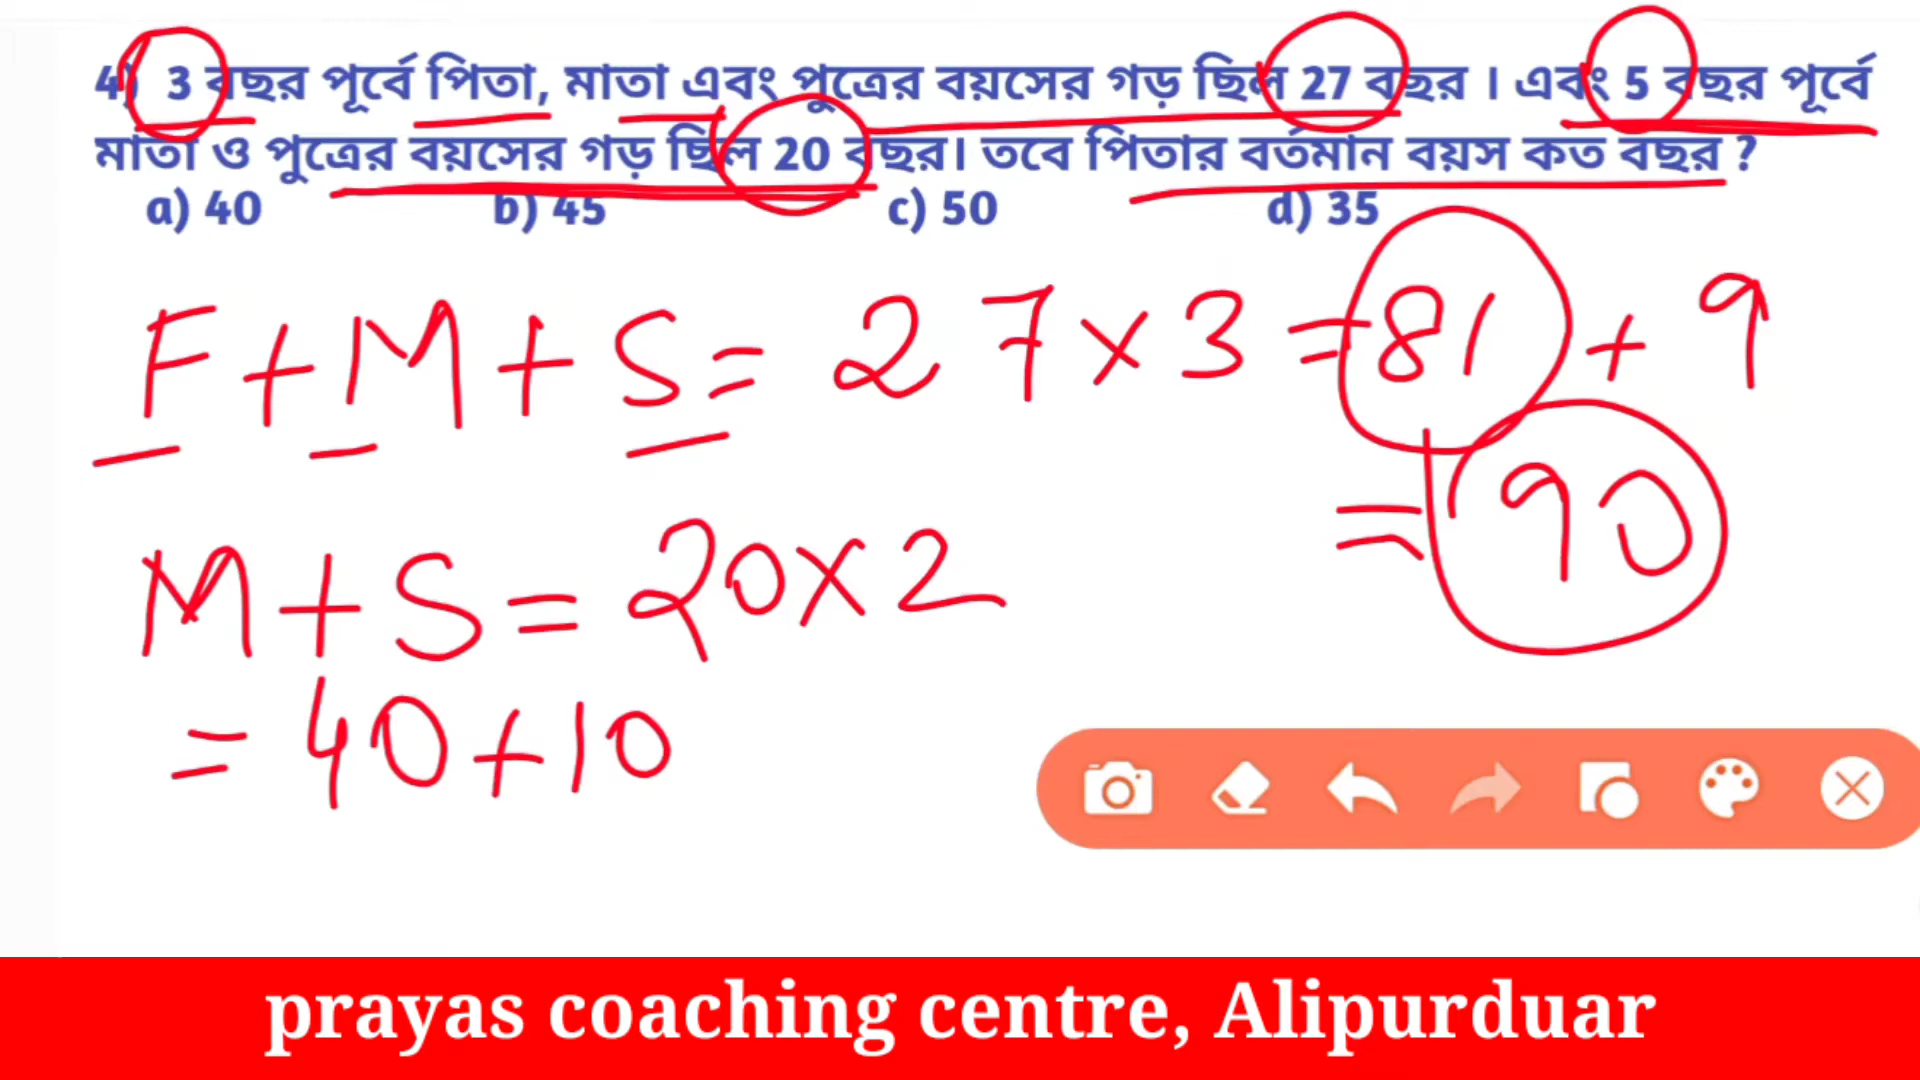 4) 3 বছর পূর্বে পিতা, মাতা এবং পুত্রের বয়সের গড় ছিল 27 বছর । এবং 5 বছর পূর্বে
মাতা ও পুত্রের বয়সের গড় ছিল 20 বছর। তবে পিতার বর্তমান বয়স কত বছর ?
a) 40 b) 45 c) 50 d) 35
F+M+S= 27×3 =81 + 9
= 90
M+S=20×2
= 40+10
prayas coaching centre, Alipurduar